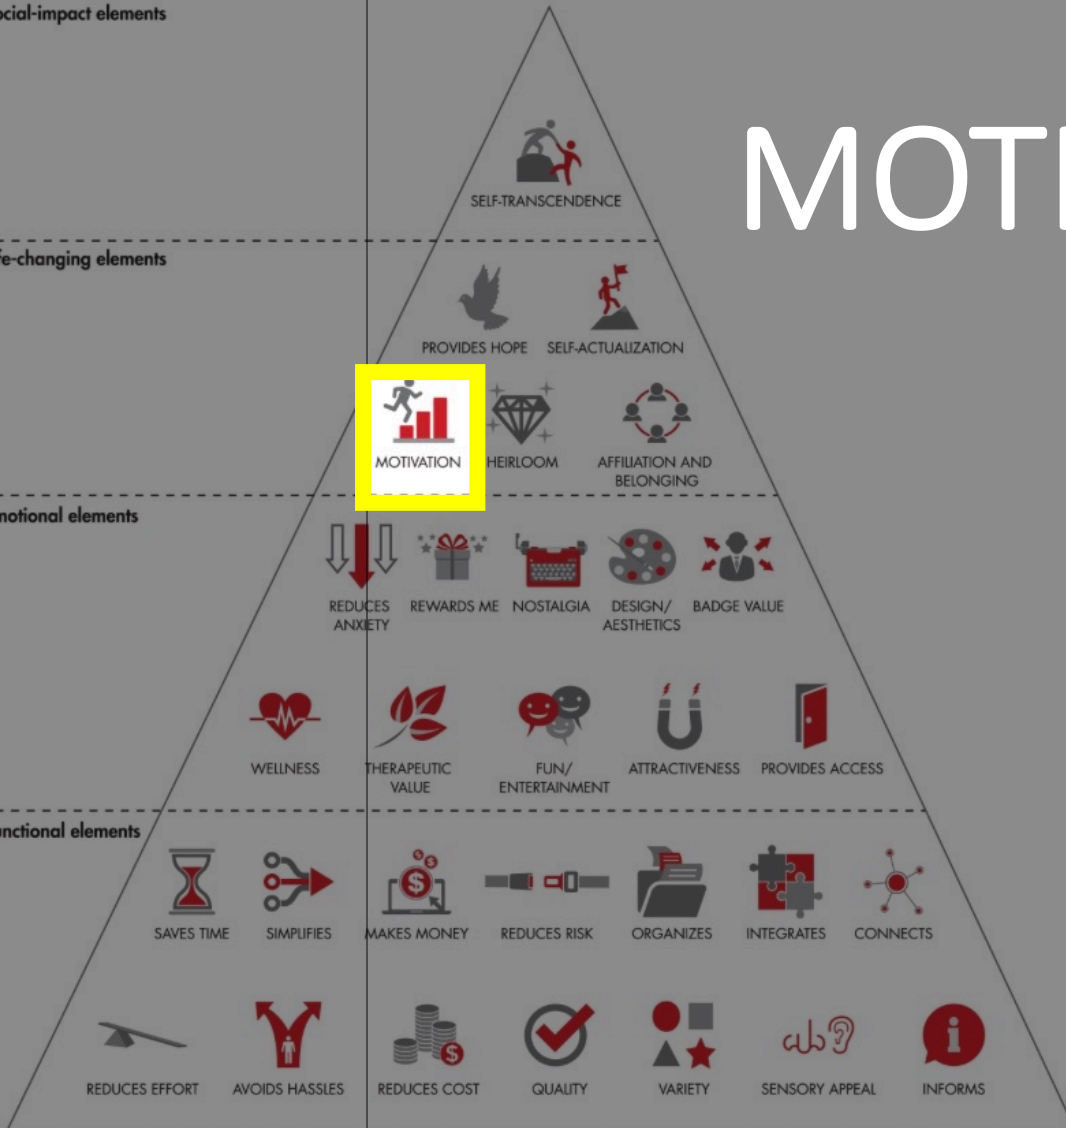 ocial-impact elements
MOTI
SELF-TRANSCENDENCE
fe-changing elements
PROVIDES HOPE SELF-ACTUALIZATION
MOTIVATION HEIRLOOM AFFILIATION AND
BELONGING
notional elements
REDUCES REWARDS ME NOSTALGIA DESIGN/ BADGE VALUE
ANXIETY AESTHETICS
WELLNESS THERAPEUTIC FUN/ ATTRACTIVENESS PROVIDES ACCESS
VALUE ENTERTAINMENT
unctional elements
SAVES TIME SIMPLIFIES MAKES MONEY REDUCES RISK ORGANIZES INTEGRATES CONNECTS
REDUCES EFFORT AVOIDS HASSLES REDUCES COST QUALITY VARIETY SENSORY APPEAL INFORMS